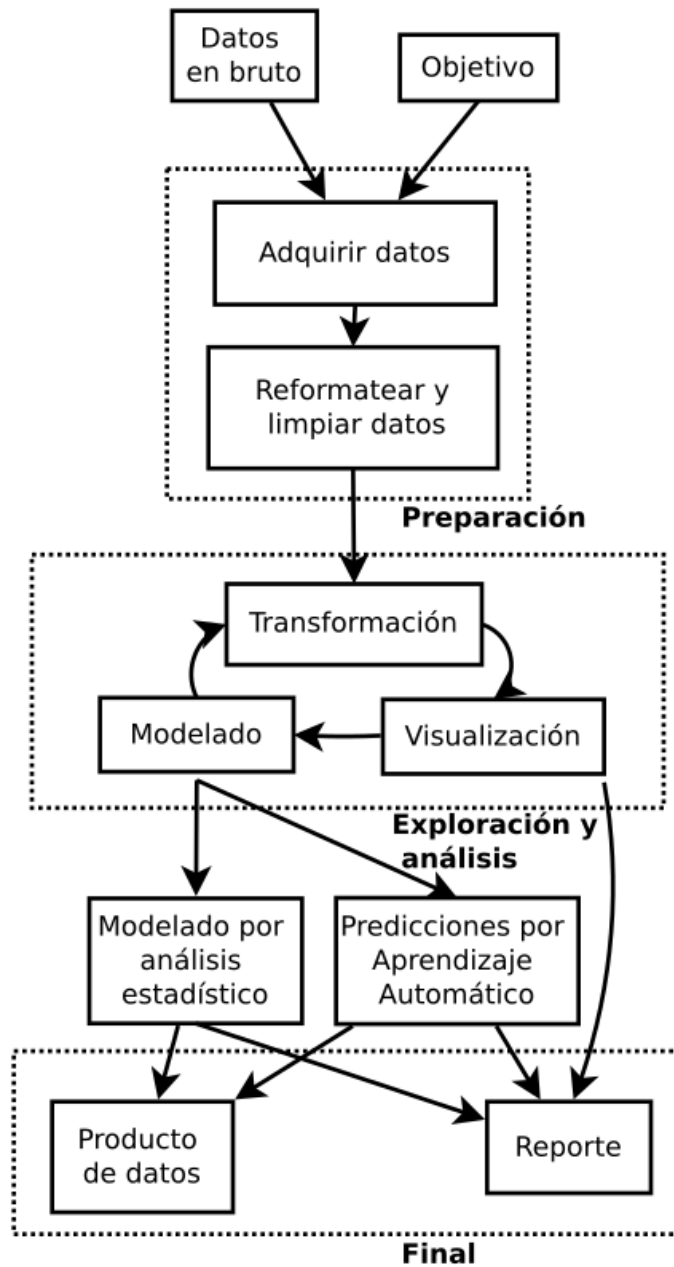 Datos
en bruto
Objetivo
Adquirir datos
Reformatear y
limpiar datos
Preparación
Transformación
Modelado
Visualización
Exploración y
análisis
Modelado por
análisis
estadístico
Predicciones por
Aprendizaje
Automático
Producto
de datos
Reporte
Final